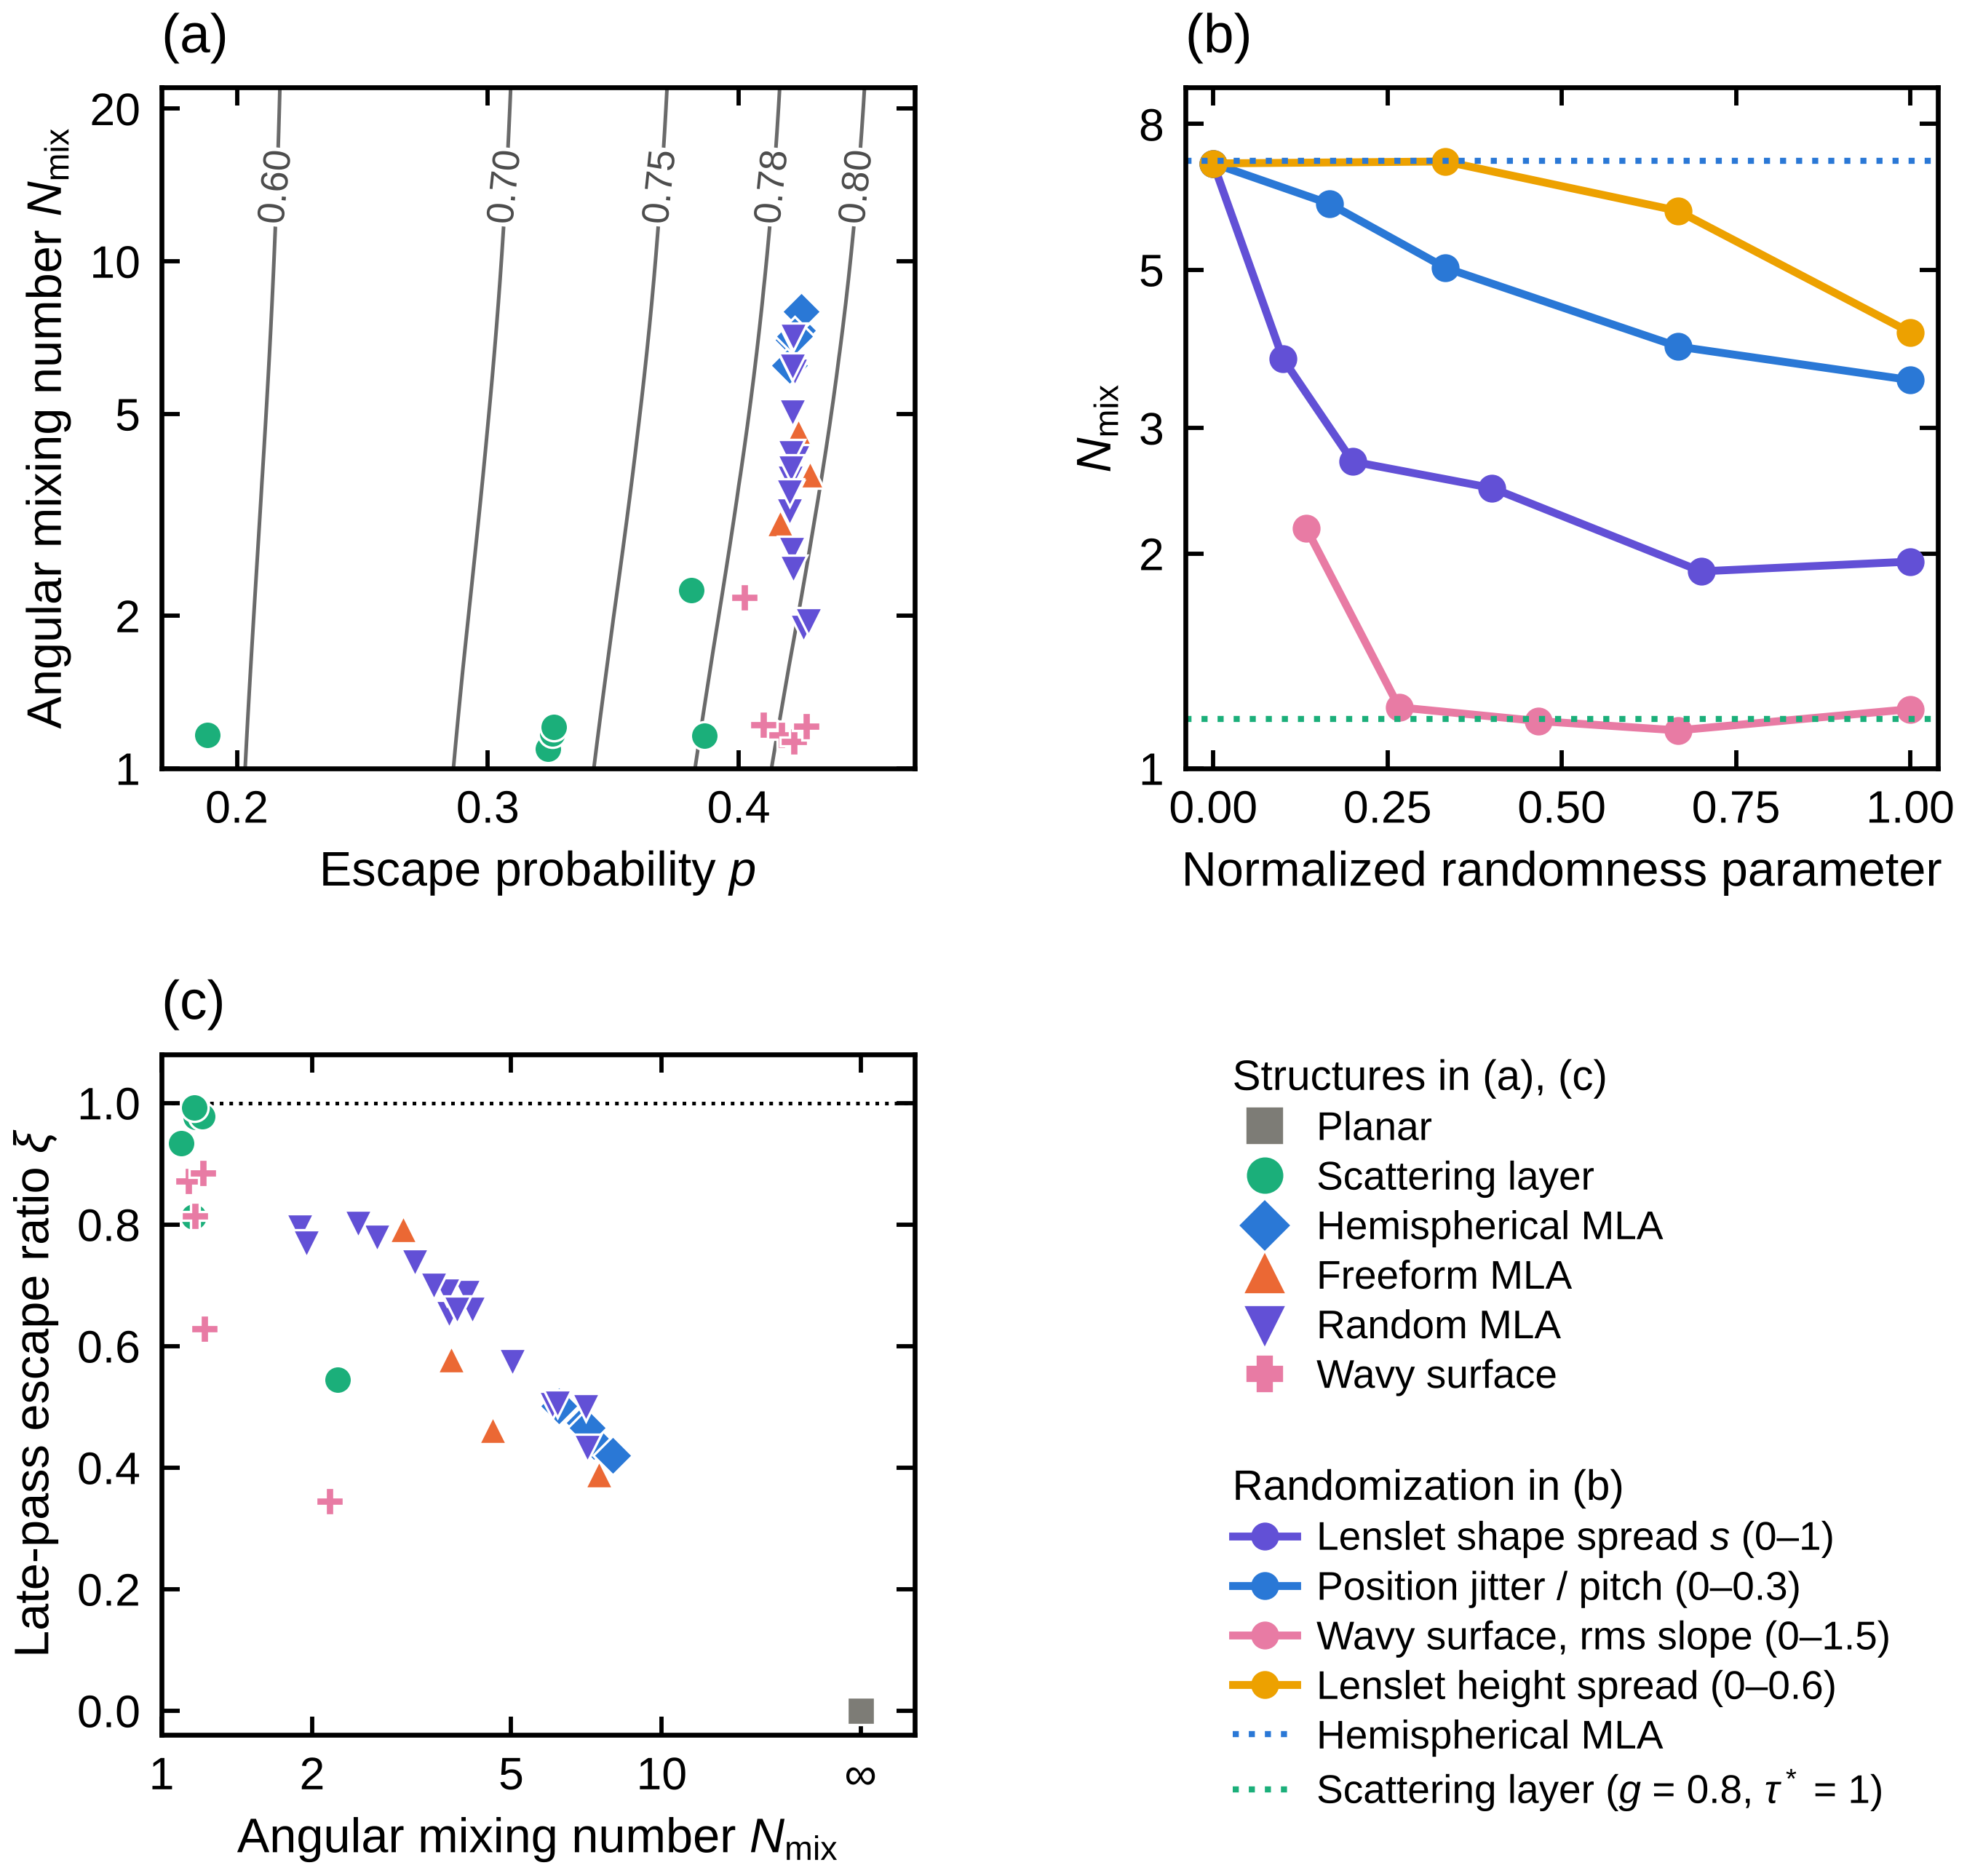 (a)
20
10
5
2
1
Angular mixing number Nmix
0.60
0.70
0.75
0.78
0.80
0.2
0.3
0.4
Escape probability p
(b)
8
5
3
2
1
Nmix
0.00
0.25
0.50
0.75
1.00
Normalized randomness parameter
(c)
1.0
0.8
0.6
0.4
0.2
0.0
Late-pass escape ratio ξ
1
2
5
10
∞
Angular mixing number Nmix
Structures in (a), (c)
Planar
Scattering layer
Hemispherical MLA
Freeform MLA
Random MLA
Wavy surface
Randomization in (b)
Lenslet shape spread s (0–1)
Position jitter / pitch (0–0.3)
Wavy surface, rms slope (0–1.5)
Lenslet height spread (0–0.6)
Hemispherical MLA
Scattering layer (g = 0.8, τ* = 1)